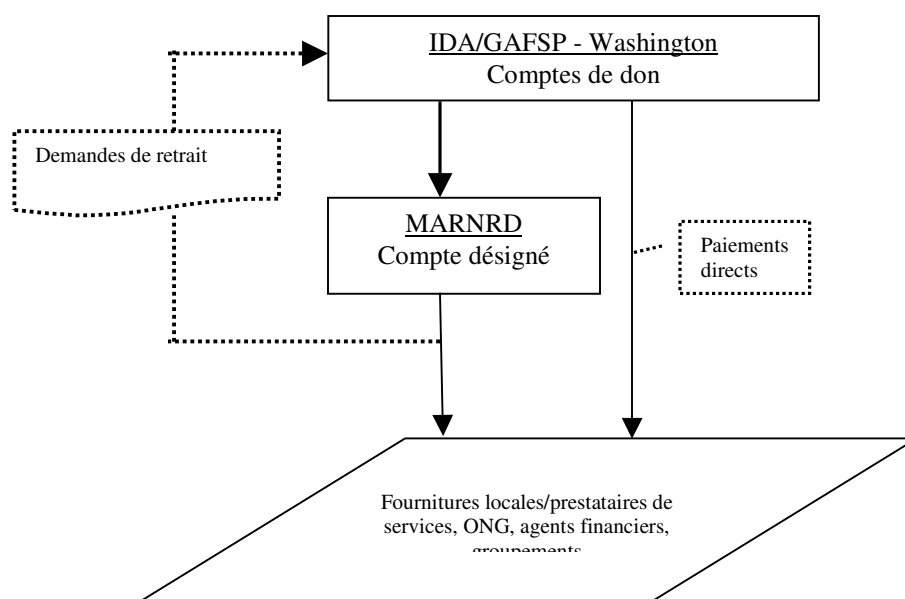 IDA/GAFSP - Washington
Comptes de don
Demandes de retrait
MARNRD
Compte désigné
Paiements
directs
Fournitures locales/prestataires de
services, ONG, agents financiers,
groupements